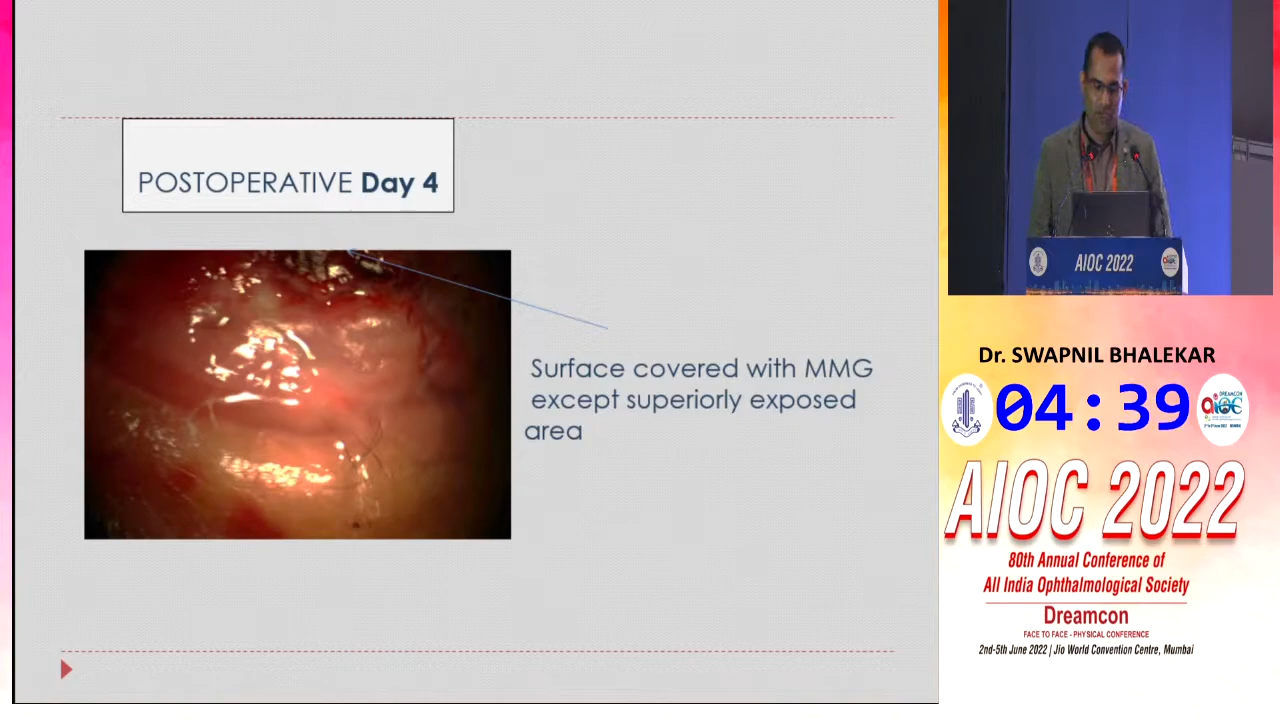 POSTOPERATIVE Day 4
Surface covered with MMG
except superiorly exposed
area
AIOC 2022
Dr. SWAPNIL BHALEKAR
04:39
DREAMCON
AIOC
AIOC 2022
80th Annual Conference of
All India Ophthalmological Society
Dreamcon
FACE TO FACE - PHYSICAL CONFERENCE
2nd-5th June 2022 | Jio World Convention Centre, Mumbai